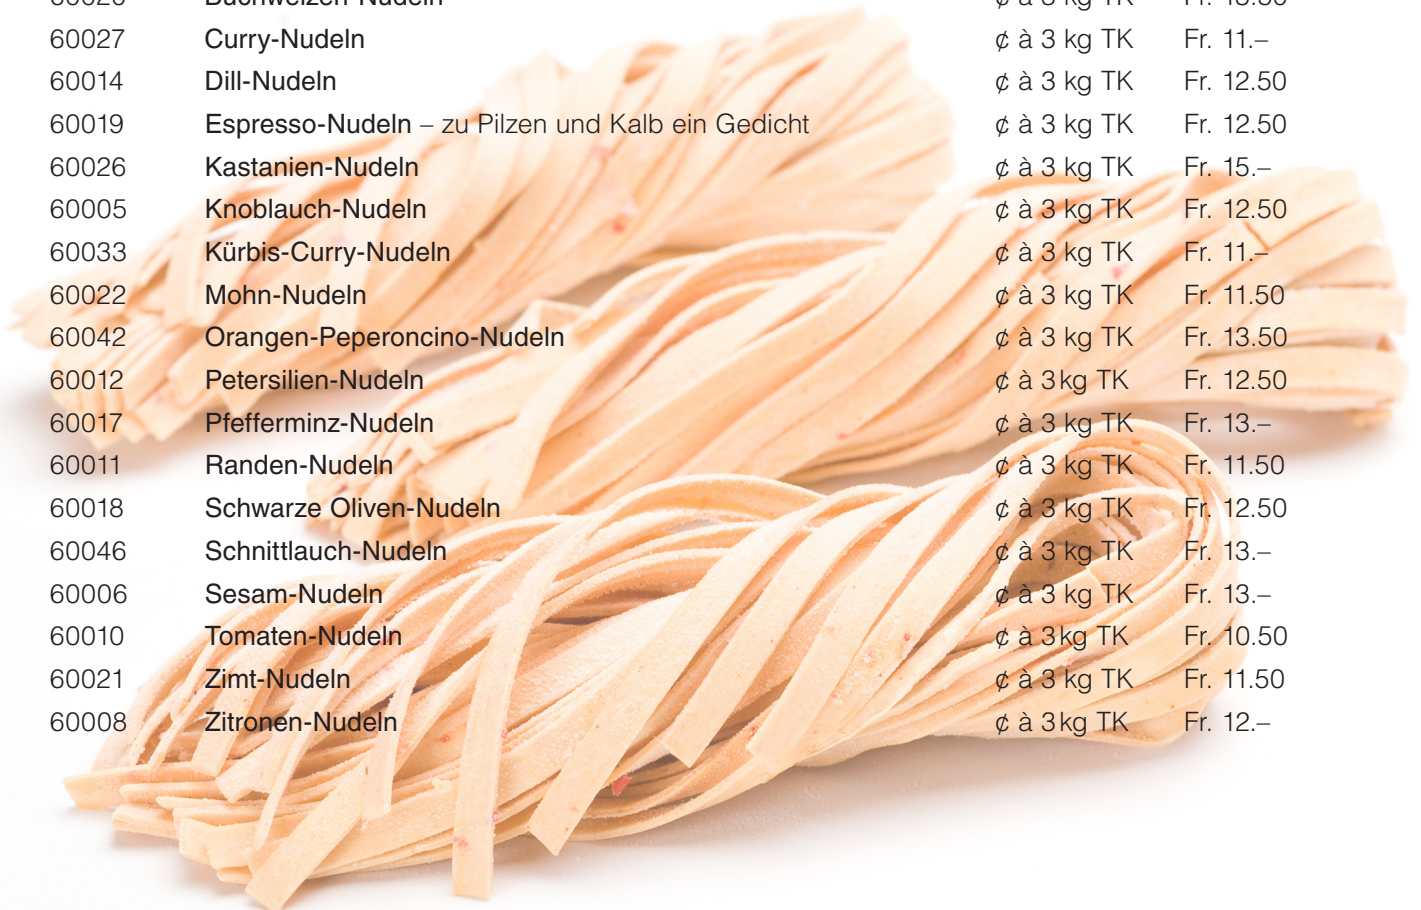 60027 Curry-Nudeln ¢ à 3 kg TK Fr. 11.–
60014 Dill-Nudeln ¢ à 3 kg TK Fr. 12.50
60019 Espresso-Nudeln – zu Pilzen und Kalb ein Gedicht ¢ à 3 kg TK Fr. 12.50
60026 Kastanien-Nudeln ¢ à 3 kg TK Fr. 15.–
60005 Knoblauch-Nudeln ¢ à 3 kg TK Fr. 12.50
60033 Kürbis-Curry-Nudeln ¢ à 3 kg TK Fr. 11.–
60022 Mohn-Nudeln ¢ à 3 kg TK Fr. 11.50
60042 Orangen-Peperoncino-Nudeln ¢ à 3 kg TK Fr. 13.50
60012 Petersilien-Nudeln ¢ à 3 kg TK Fr. 12.50
60017 Pfefferminz-Nudeln ¢ à 3 kg TK Fr. 13.–
60011 Randen-Nudeln ¢ à 3 kg TK Fr. 11.50
60018 Schwarze Oliven-Nudeln ¢ à 3 kg TK Fr. 12.50
60046 Schnittlauch-Nudeln ¢ à 3 kg TK Fr. 13.–
60006 Sesam-Nudeln ¢ à 3 kg TK Fr. 13.–
60010 Tomaten-Nudeln ¢ à 3 kg TK Fr. 10.50
60021 Zimt-Nudeln ¢ à 3 kg TK Fr. 11.50
60008 Zitronen-Nudeln ¢ à 3 kg TK Fr. 12.–